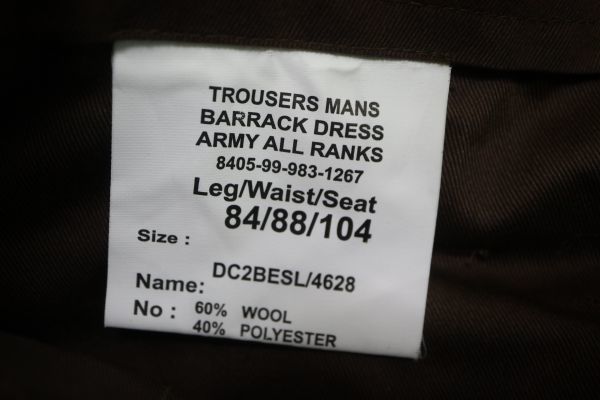 TROUSERS MANS
BARRACK DRESS
ARMY ALL RANKS
8405-99-983-1267
Leg/Waist/Seat
84/88/104
Size :
DC2BESL/4628
Name:
No : 60% WOOL
40% POLYESTER